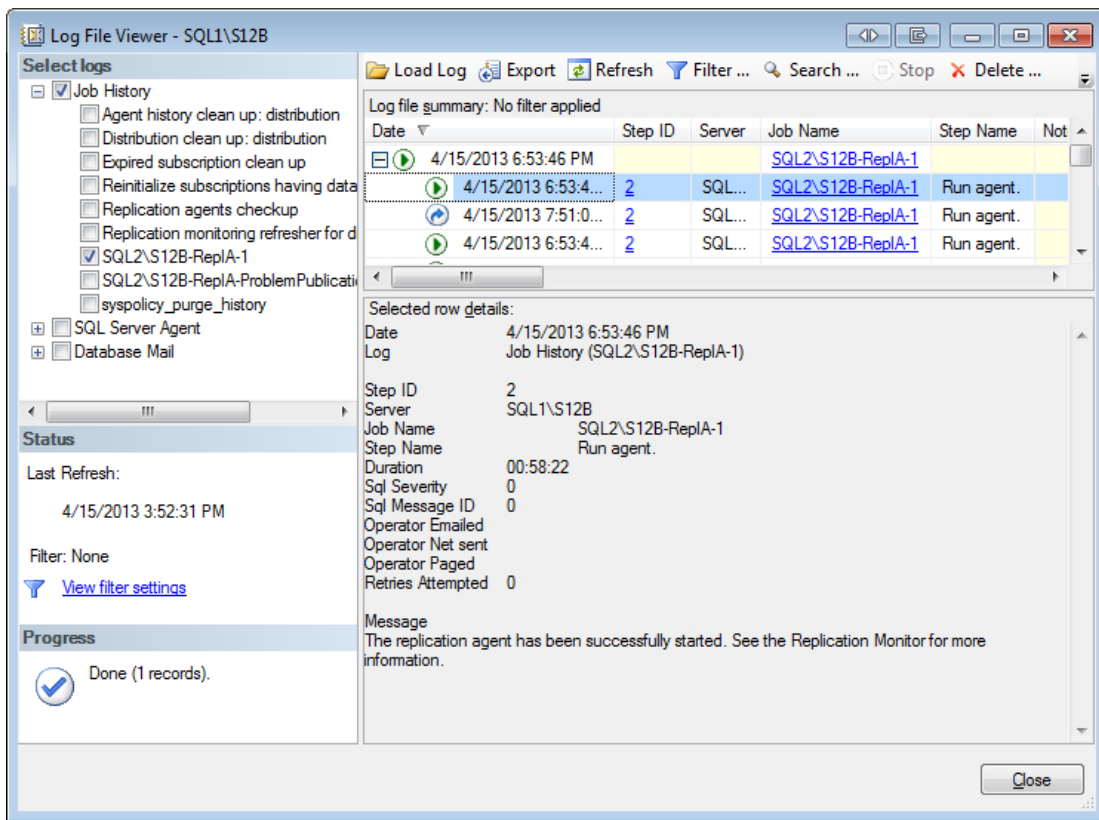 Log File Viewer - SQL1\S12B
Select logs
Job History
Agent history clean up: distribution
Distribution clean up: distribution
Expired subscription clean up
Reinitialize subscriptions having data
Replication agents checkup
Replication monitoring refresher for d
SQL2\S12B-ReplA-1
SQL2\S12B-ReplA-ProblemPublicati
syspolicy_purge_history
SQL Server Agent
Database Mail
Status
Last Refresh:
4/15/2013 3:52:31 PM
Filter: None
View filter settings
Progress
Done (1 records).
Load Log Export Refresh Filter ... Search ... Stop Delete ...
Log file summary: No filter applied
Date Step ID Server Job Name Step Name Not
4/15/2013 6:53:46 PM SQL2\S12B-ReplA-1
4/15/2013 6:53:4... 2 SQL... SQL2\S12B-ReplA-1 Run agent.
4/15/2013 7:51:0... 2 SQL... SQL2\S12B-ReplA-1 Run agent.
4/15/2013 6:53:4... 2 SQL... SQL2\S12B-ReplA-1 Run agent.
Selected row details:
Date 4/15/2013 6:53:46 PM
Log Job History (SQL2\S12B-ReplA-1)
Step ID 2
Server SQL1\S12B
Job Name SQL2\S12B-ReplA-1
Step Name Run agent.
Duration 00:58:22
Sql Severity 0
Sql Message ID 0
Operator Emailed
Operator Net sent
Operator Paged
Retries Attempted 0
Message
The replication agent has been successfully started. See the Replication Monitor for more
information.
Close